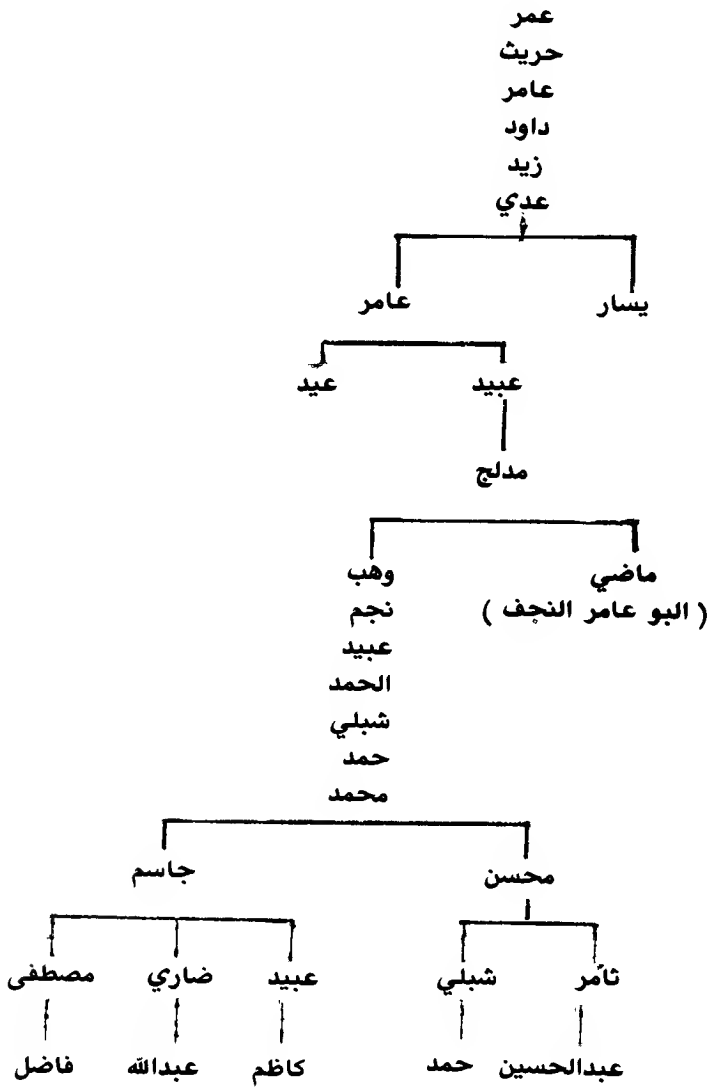 عمر
حريث
عامر
داود
زيد
عدي
يسار عامر
عبيد عيد
مدلج
ماضي وهب
( البو عامر النجف ) نجم
عبيد
الحمد
شبلي
حمد
محمد
محسن جاسم
ثامر شبلي عبيد ضاري مصطفى
عبدالحسين حمد كاظم عبدالله فاضل